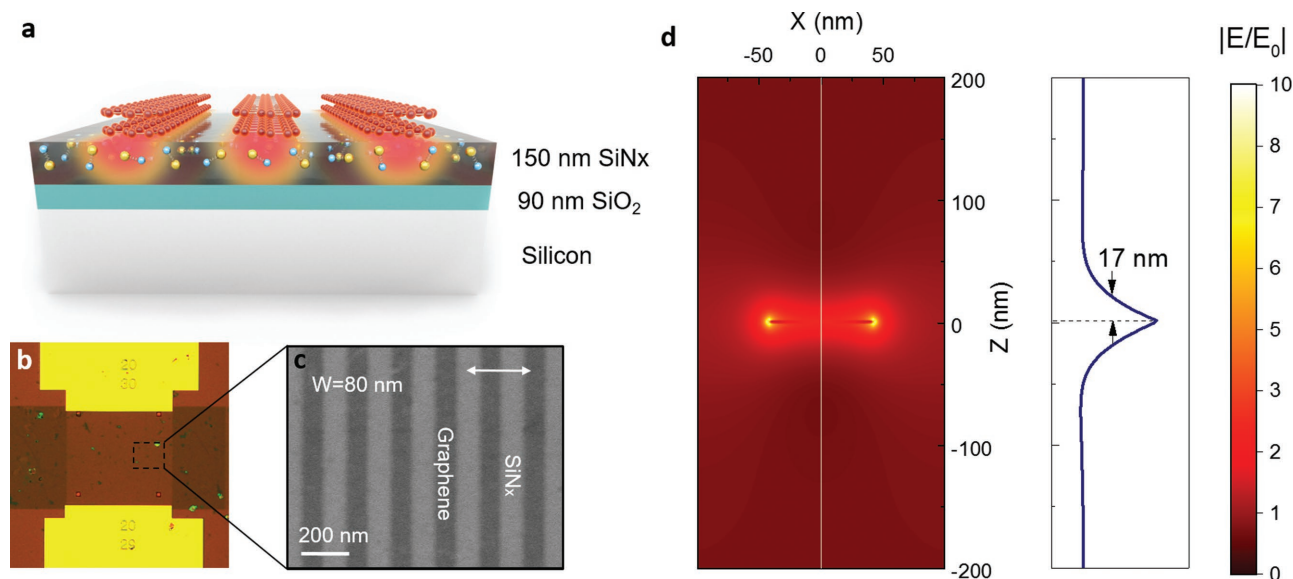 a
150 nm SiNx
90 nm SiO₂
Silicon
b
20
30
20
29
c
W=80 nm
Graphene
SiNx
200 nm
d
X (nm)
-50 0 50
200
100
0
-100
-200
Z (nm)
17 nm
|E/E₀|
10
9
8
7
6
5
4
3
2
1
0